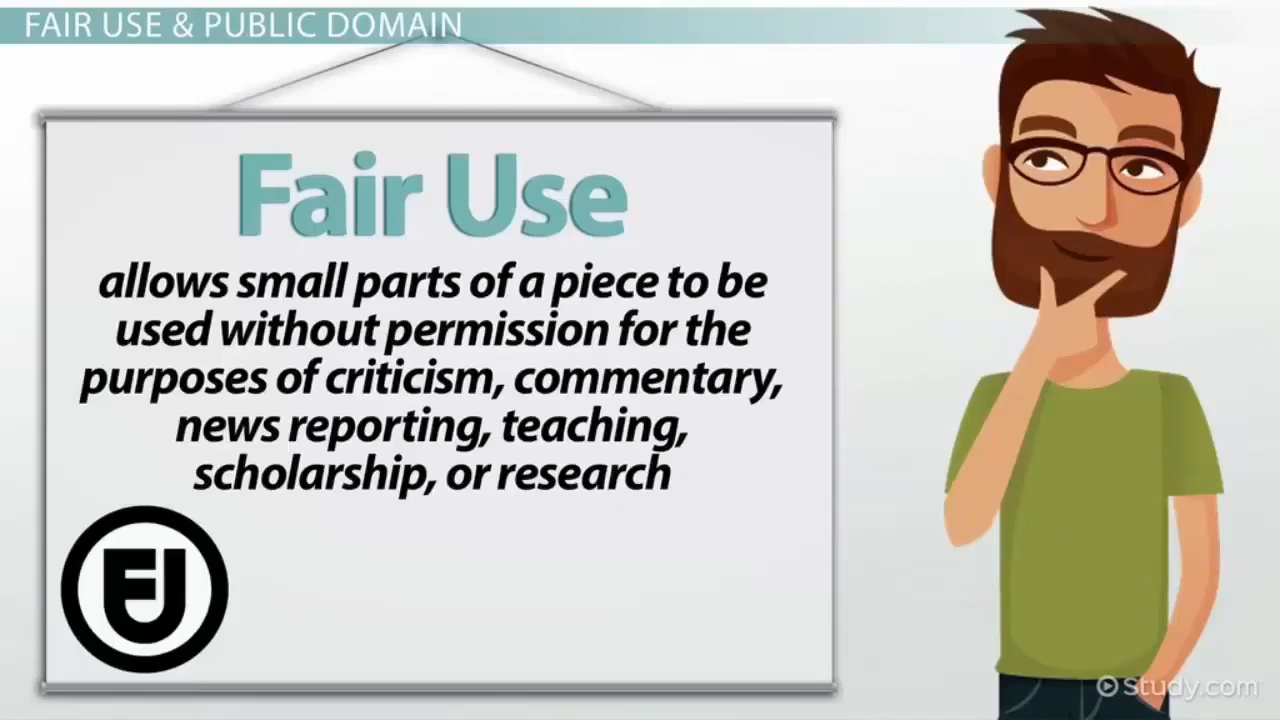 FAIR USE & PUBLIC DOMAIN
Fair Use
allows small parts of a piece to be
used without permission for the
purposes of criticism, commentary,
news reporting, teaching,
scholarship, or research
FU
Study.com